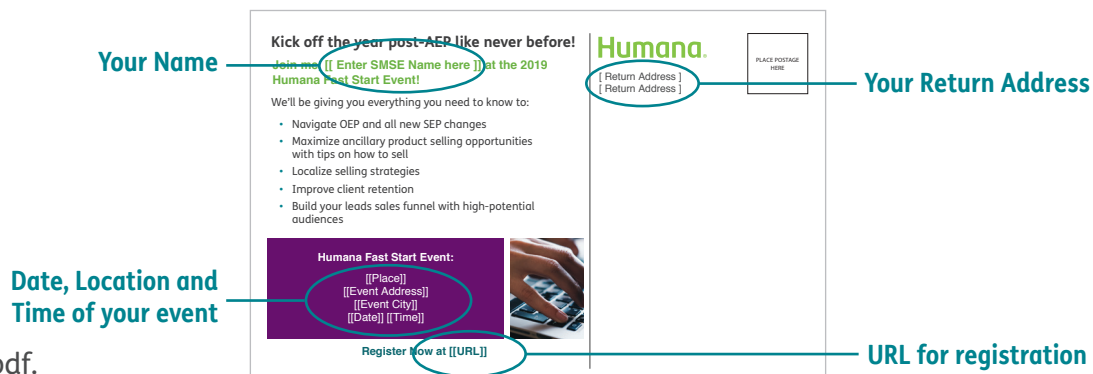 Your Name
Kick off the year post-AEP like never before!
Join me, [[ Enter SMSE Name here ]] at the 2019
Humana Fast Start Event!
We'll be giving you everything you need to know to:
• Navigate OEP and all new SEP changes
• Maximize ancillary product selling opportunities
with tips on how to sell
• Localize selling strategies
• Improve client retention
• Build your leads sales funnel with high-potential
audiences
Humana Fast Start Event:
[[Place]]
[[Event Address]]
[[Event City]]
[[Date]] [[Time]]
Register Now at [[URL]]
Humana.
[ Return Address ]
[ Return Address ]
PLACE POSTAGE
HERE
Your Return Address
Date, Location and
Time of your event
URL for registration
pdf.